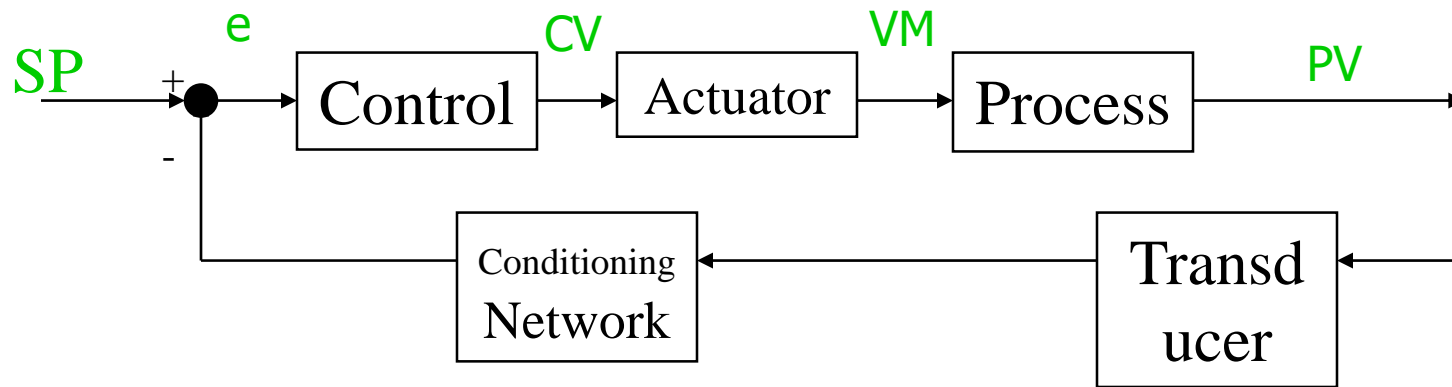 e
CV
VM
PV
SP
+
Control
Actuator
Process
-
Conditioning
Network
Transd
ucer